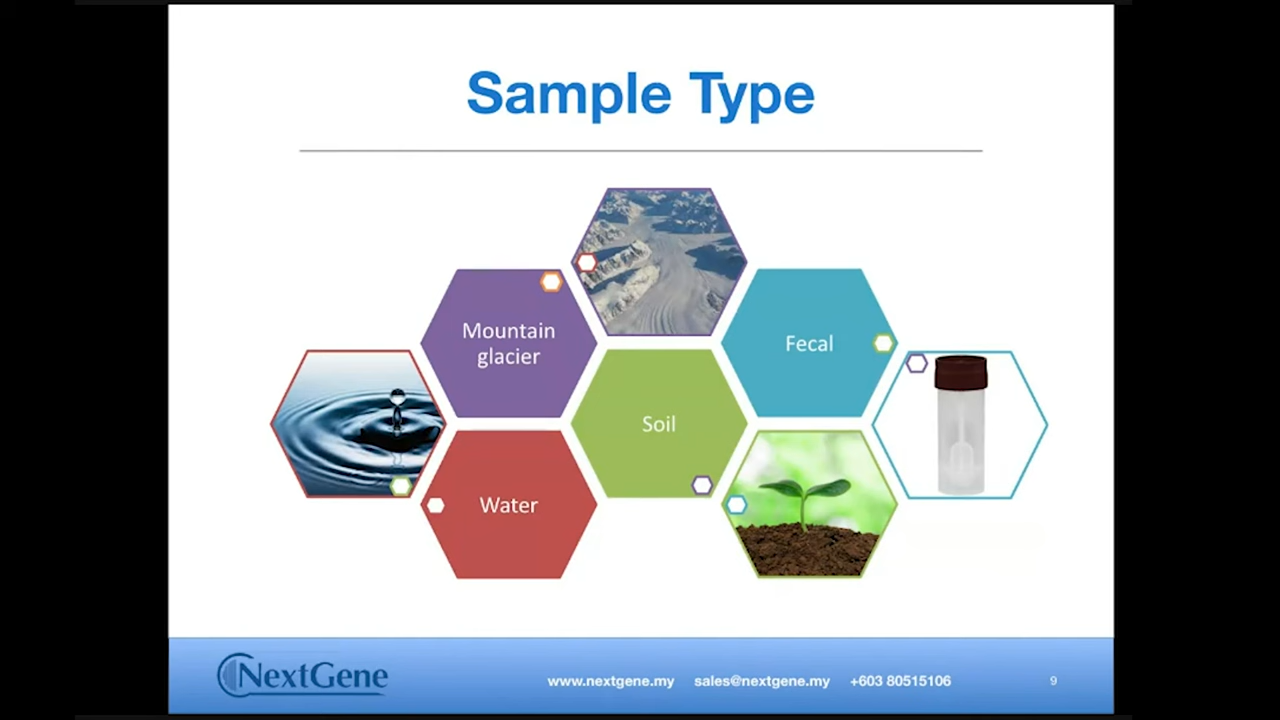 Sample Type
Mountain
glacier
Fecal
Soil
Water
NextGene
www.nextgene.my sales@nextgene.my +603 80515106 9